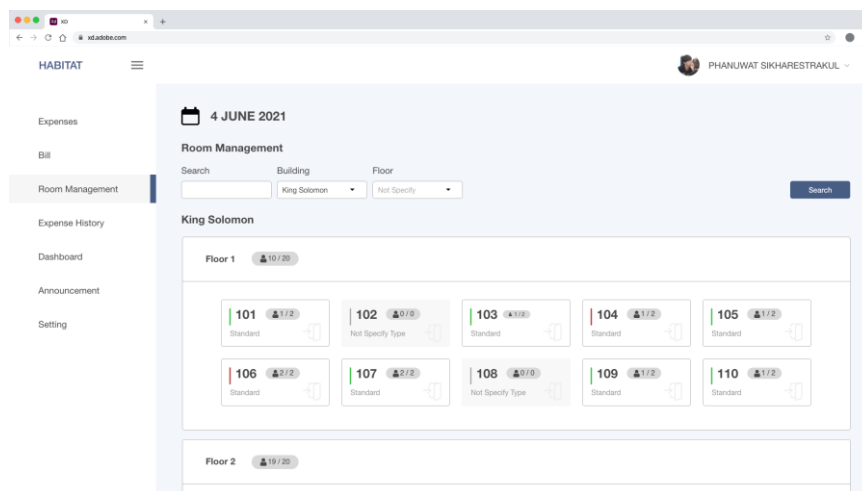 XD
xd.adobe.com
HABITAT
PHANUWAT SIKHARESTRAKUL
Expenses
Bill
Room Management
Expense History
Dashboard
Announcement
Setting
4 JUNE 2021
Room Management
Search Building Floor
King Solomon Not Specify Search
King Solomon
Floor 1 10 / 20
101 1 / 2 102 0 / 0 103 1 / 2 104 1 / 2 105 1 / 2
Standard Not Specify Type Standard Standard Standard
106 2 / 2 107 2 / 2 108 0 / 0 109 1 / 2 110 1 / 2
Standard Standard Not Specify Type Standard Standard
Floor 2 19 / 20